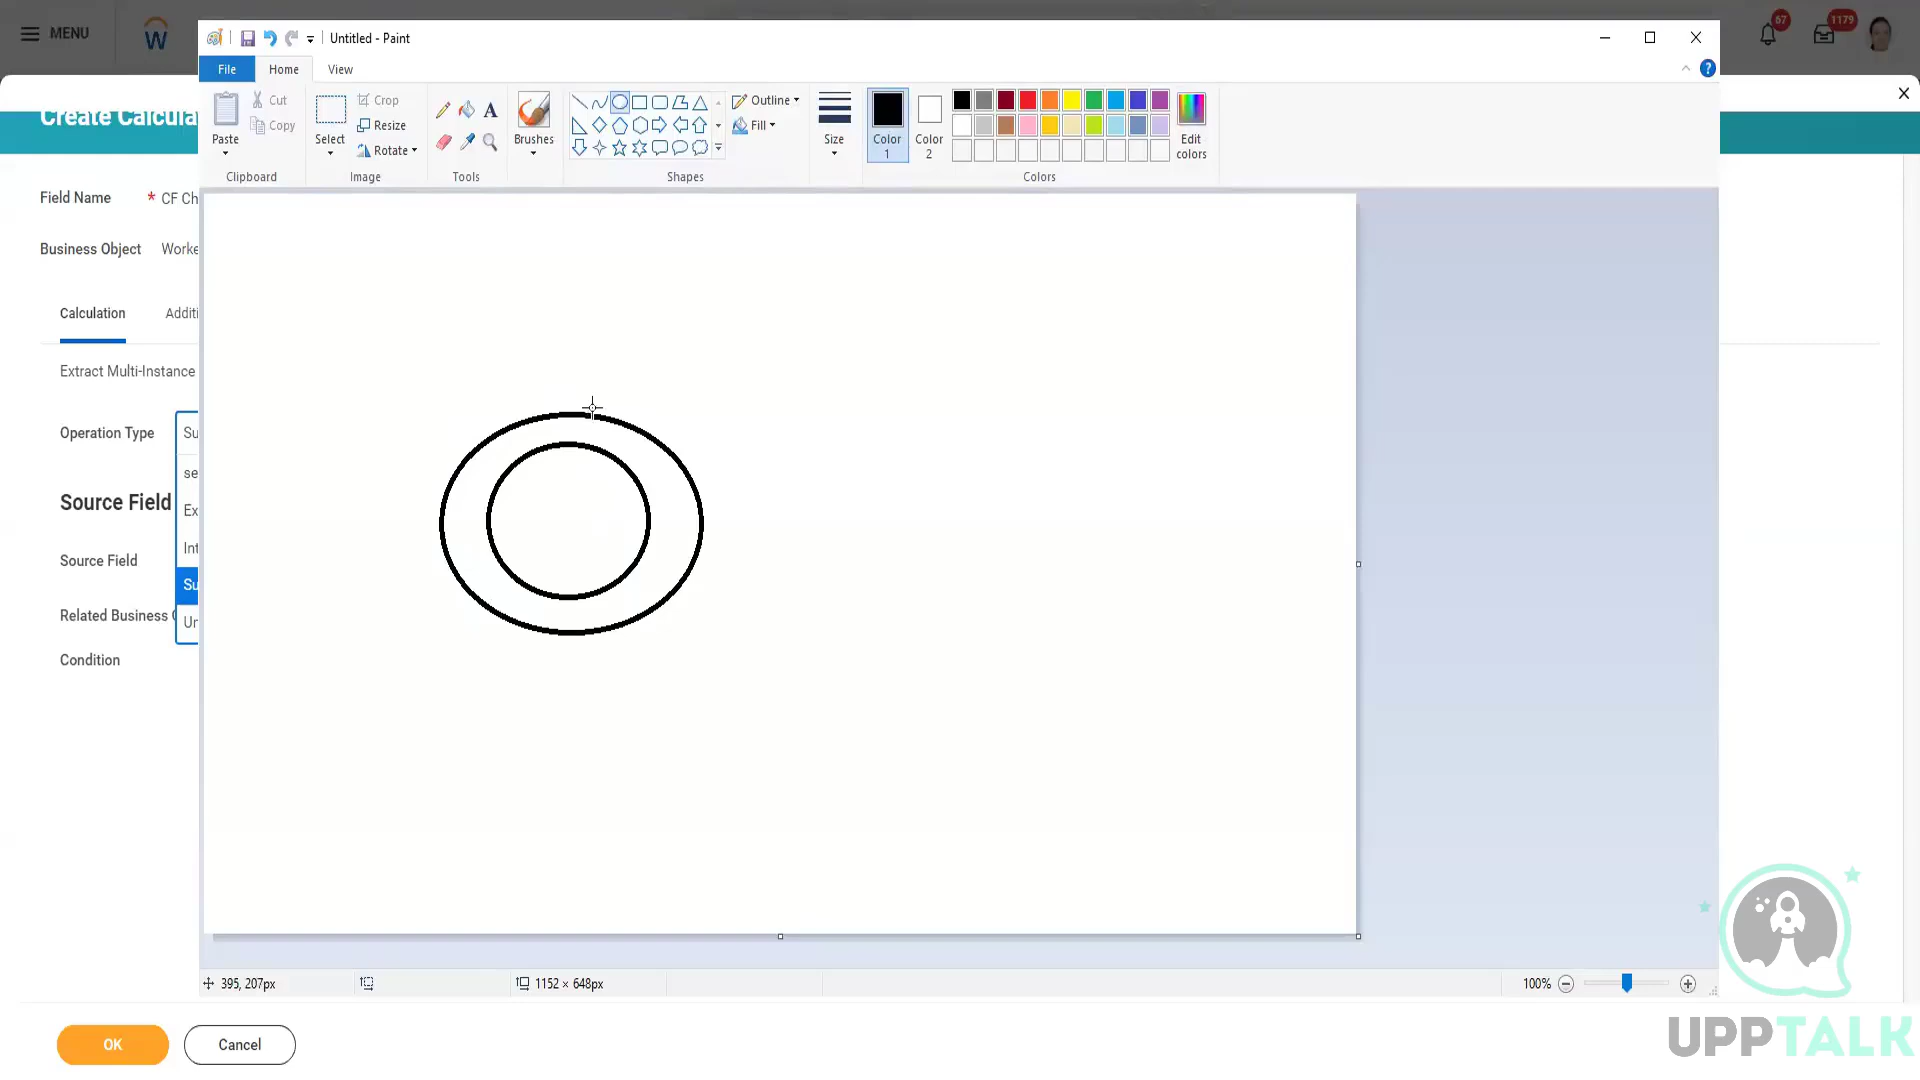 MENU
W
67
1179
Untitled - Paint
File
Home
View
Paste
Cut
Copy
Clipboard
Select
Crop
Resize
Rotate
Image
A
Tools
Brushes
Shapes
Outline
Fill
Size
Color
1
Color
2
Edit
colors
Colors
Create Calcula
Field Name
* CF Ch
Business Object
Worke
Calculation
Additi
Extract Multi-Instance
Operation Type
Su
se
Ex
Int
Su
Un
Source Field
Source Field
Related Business
Condition
395, 207px
1152 × 648px
100%
OK
Cancel
UPPTALK